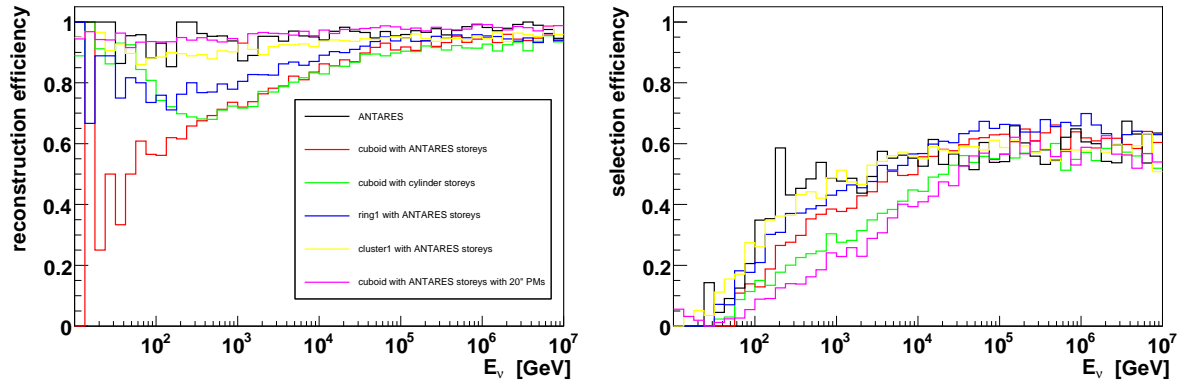 reconstruction efficiency
1
0.8
0.6
0.4
0.2
0
ANTARES
cuboid with ANTARES storeys
cuboid with cylinder storeys
ring1 with ANTARES storeys
cluster1 with ANTARES storeys
cuboid with ANTARES storeys with 20" PMs
10² 10³ 10⁴ 10⁵ 10⁶ 10⁷
Eν [GeV]
selection efficiency
1
0.8
0.6
0.4
0.2
0
10² 10³ 10⁴ 10⁵ 10⁶ 10⁷
Eν [GeV]